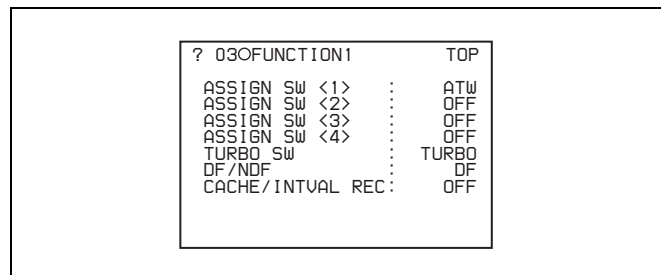 ? 03○FUNCTION1 TOP
ASSIGN SW <1> : ATW
ASSIGN SW <2> : OFF
ASSIGN SW <3> : OFF
ASSIGN SW <4> : OFF
TURBO SW : TURBO
DF/NDF : DF
CACHE/INTVAL REC: OFF